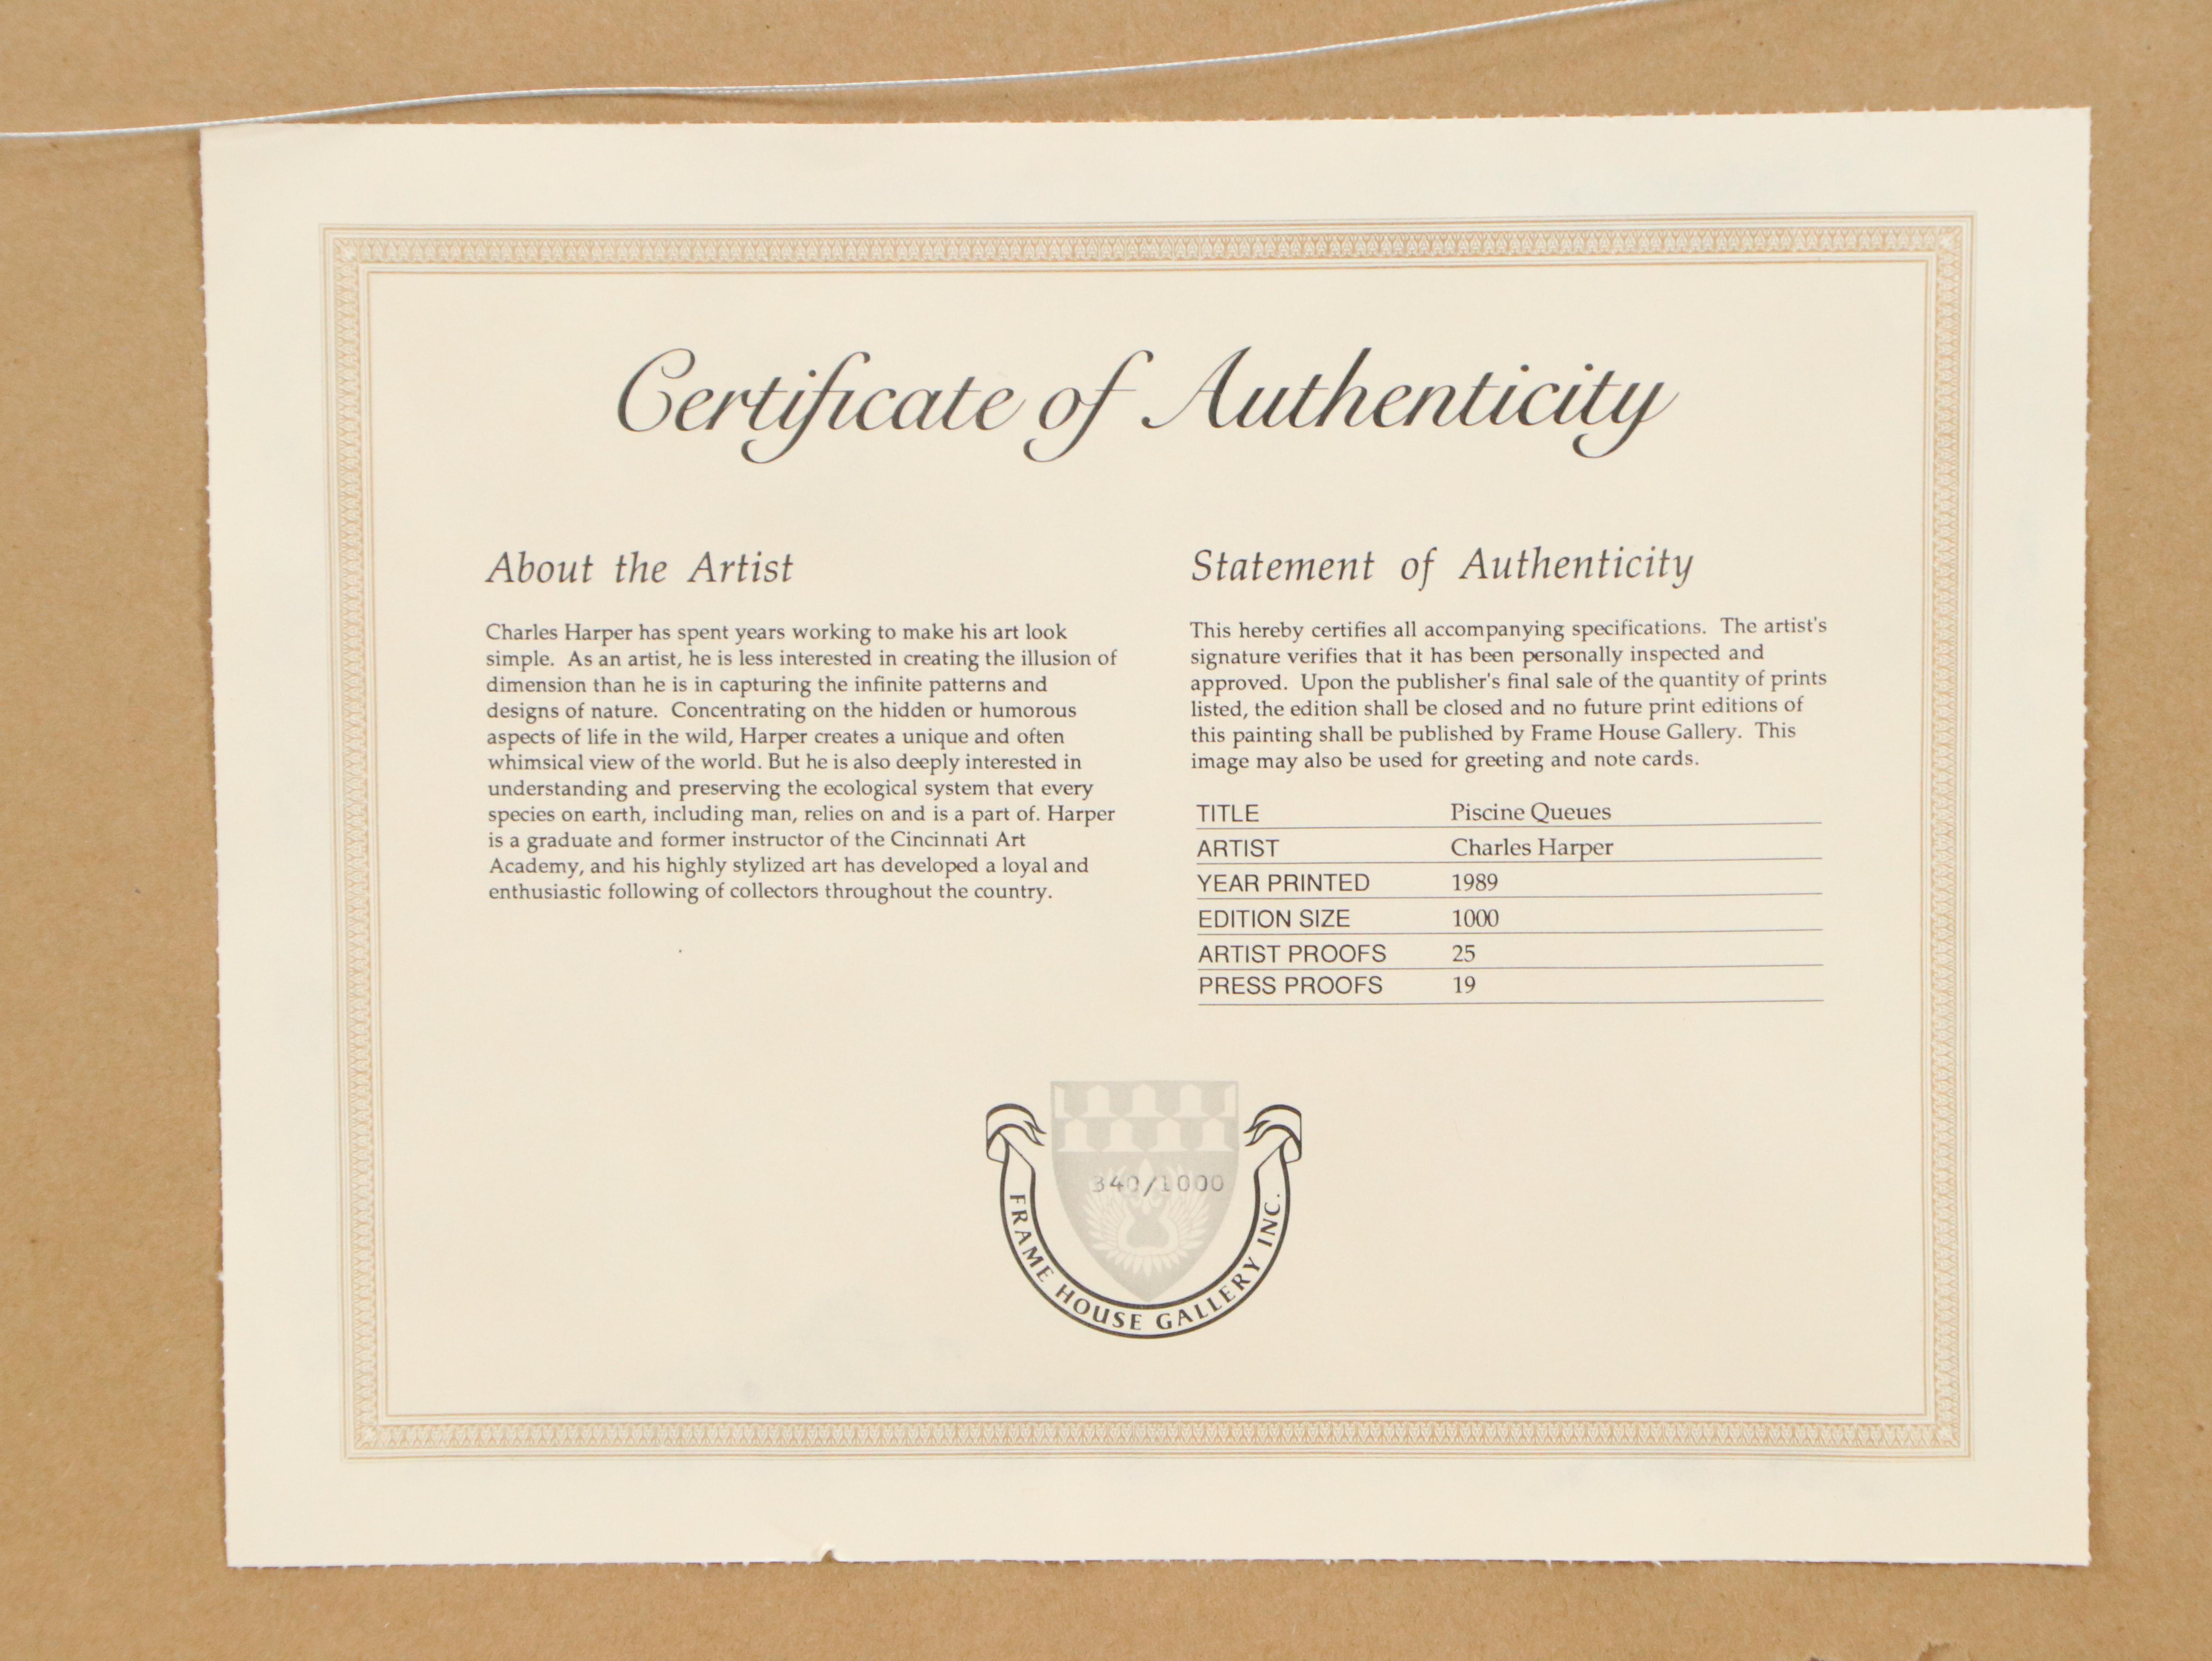 Certificate of Authenticity
About the Artist
Charles Harper has spent years working to make his art look
simple. As an artist, he is less interested in creating the illusion of
dimension than he is in capturing the infinite patterns and
designs of nature. Concentrating on the hidden or humorous
aspects of life in the wild, Harper creates a unique and often
whimsical view of the world. But he is also deeply interested in
understanding and preserving the ecological system that every
species on earth, including man, relies on and is a part of. Harper
is a graduate and former instructor of the Cincinnati Art
Academy, and his highly stylized art has developed a loyal and
enthusiastic following of collectors throughout the country.
Statement of Authenticity
This hereby certifies all accompanying specifications. The artist's
signature verifies that it has been personally inspected and
approved. Upon the publisher's final sale of the quantity of prints
listed, the edition shall be closed and no future print editions of
this painting shall be published by Frame House Gallery. This
image may also be used for greeting and note cards.
TITLE Piscine Queues
ARTIST Charles Harper
YEAR PRINTED 1989
EDITION SIZE 1000
ARTIST PROOFS 25
PRESS PROOFS 19
340/1000
FRAME HOUSE GALLERY INC.